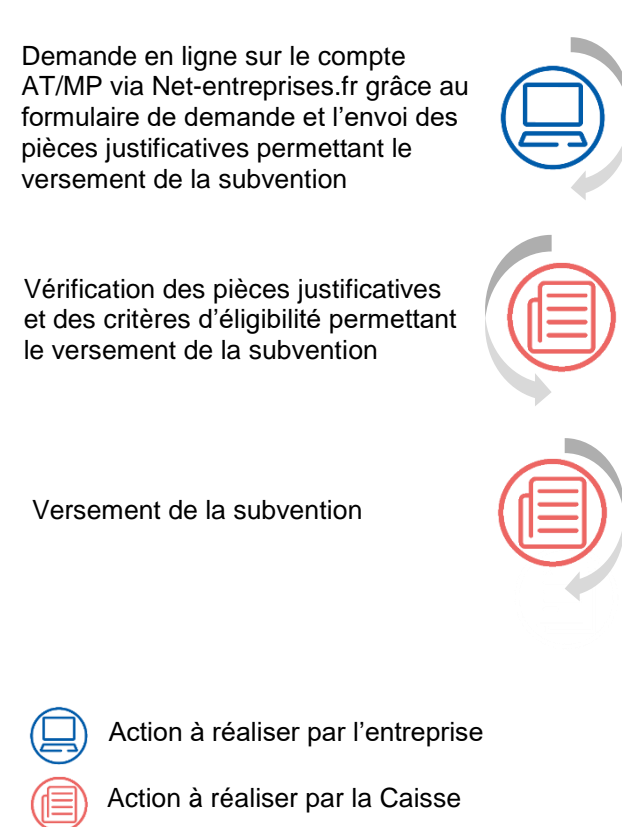 Demande en ligne sur le compte
AT/MP via Net-entreprises.fr grâce au
formulaire de demande et l’envoi des
pièces justificatives permettant le
versement de la subvention
Vérification des pièces justificatives
et des critères d’éligibilité permettant
le versement de la subvention
Versement de la subvention
Action à réaliser par l’entreprise
Action à réaliser par la Caisse